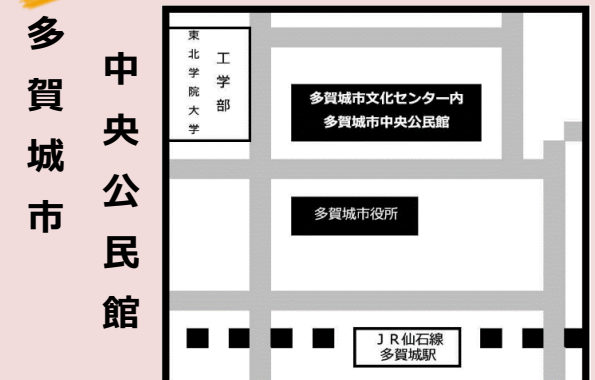 多賀城市
中央公民館
東北学院大学
工学部
多賀城市文化センター内
多賀城市中央公民館
多賀城市役所
ＪＲ仙石線
多賀城駅